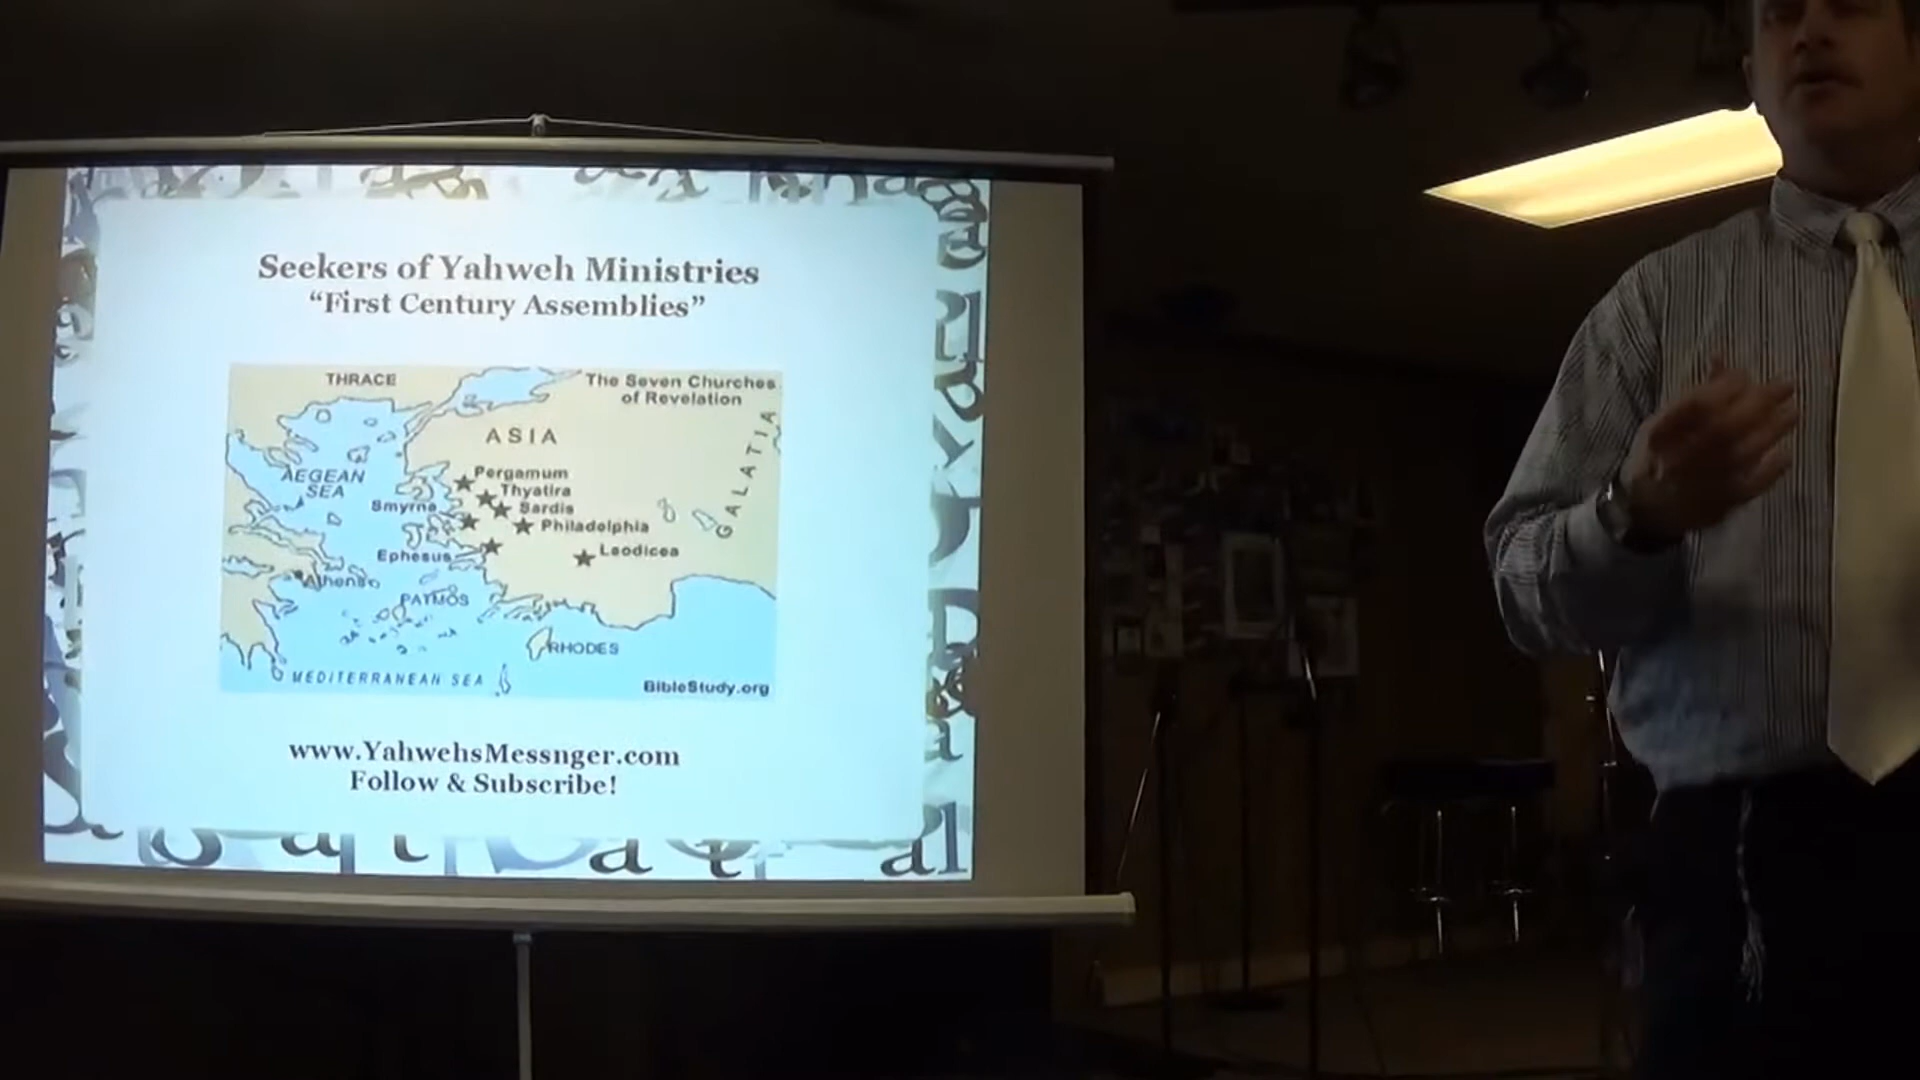 Seekers of Yahweh Ministries
“First Century Assemblies”
THRACE
The Seven Churches
of Revelation
ASIA
GALATIA
AEGEAN
SEA
Pergamum
Thyatira
Smyrna
Sardis
Philadelphia
Ephesus
Laodicea
Athens
PATMOS
RHODES
MEDITERRANEAN SEA
BibleStudy.org
www.YahwehsMessnger.com
Follow & Subscribe!